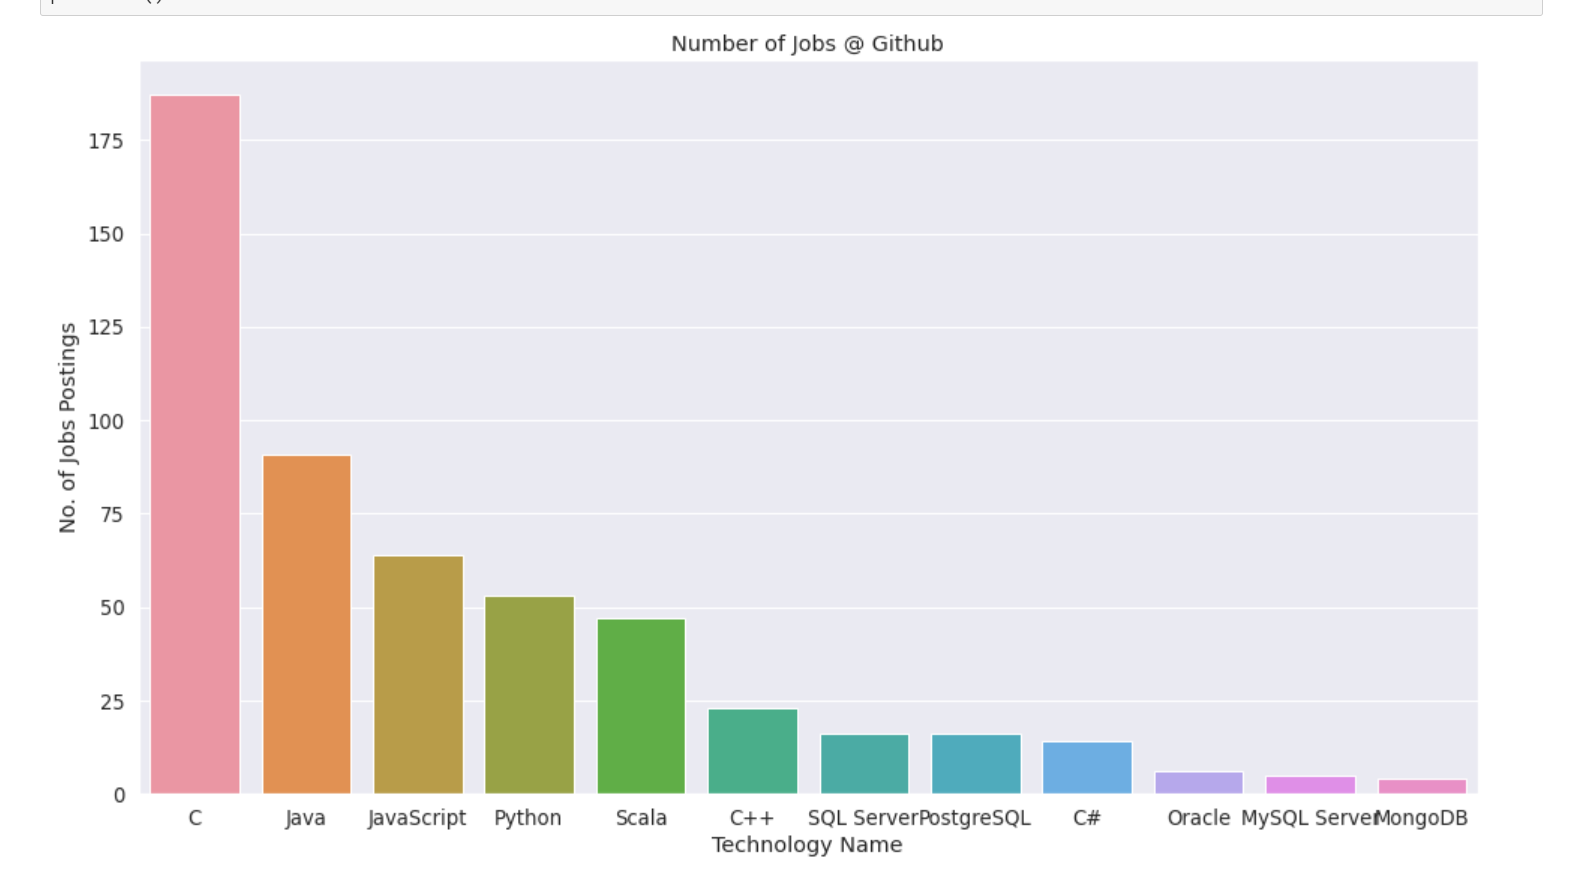 Number of Jobs @ Github
175
150
125
100
75
50
25
0
No. of Jobs Postings
C Java JavaScript Python Scala C++ SQL Server PostgreSQL C# Oracle MySQL Server MongoDB
Technology Name